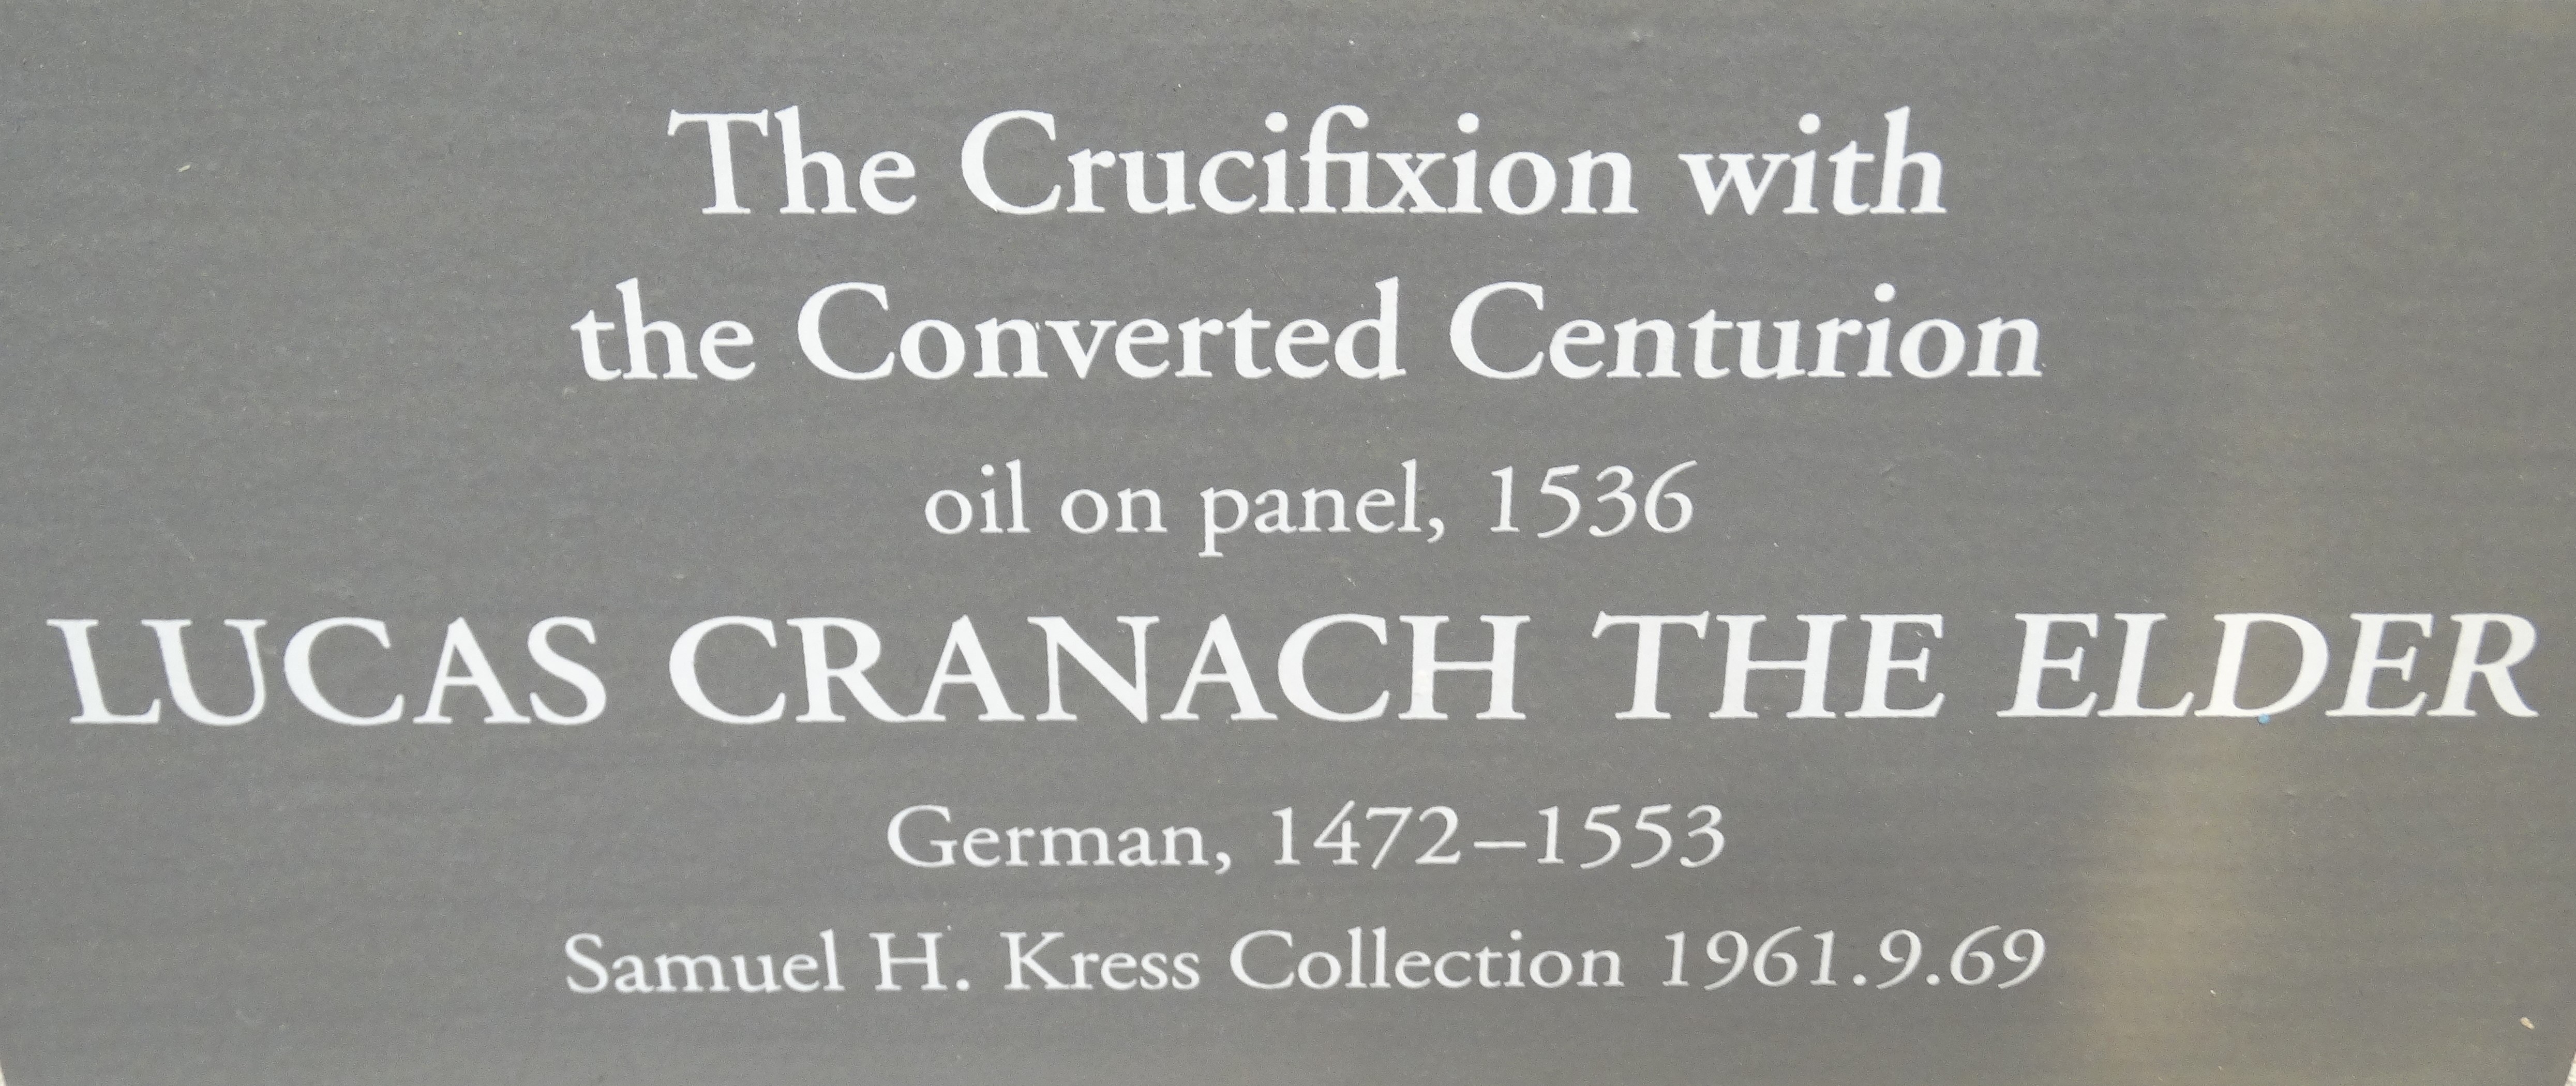 The Crucifixion with
the Converted Centurion
oil on panel, 1536
LUCAS CRANACH THE ELDER
German, 1472–1553
Samuel H. Kress Collection 1961.9.69